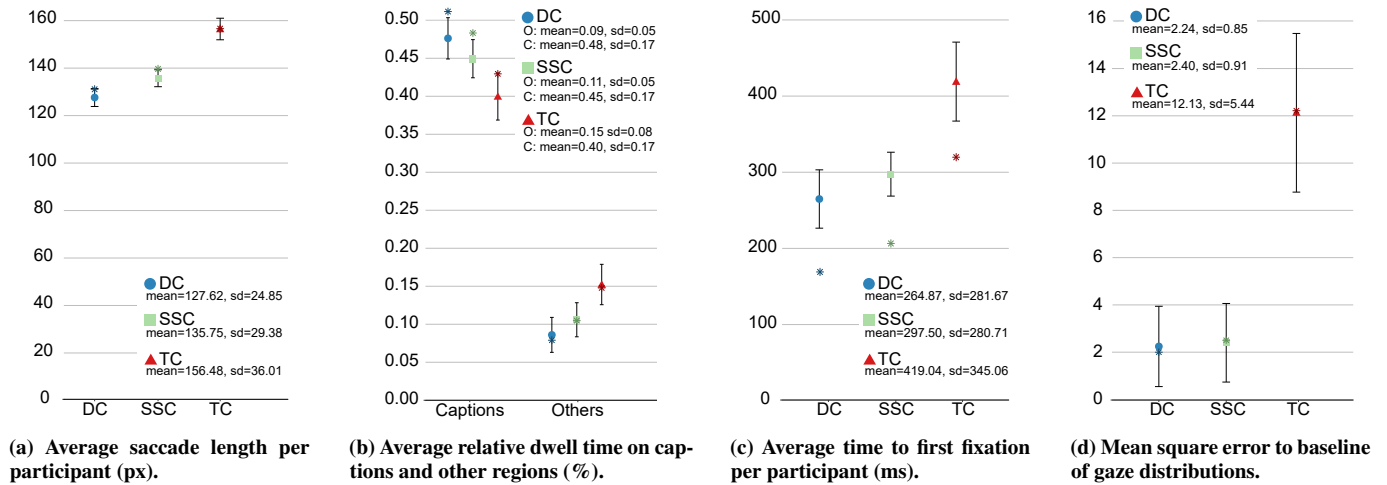 160
140
120
100
80
60
40
20
0
DC
mean=127.62, sd=24.85
SSC
mean=135.75, sd=29.38
TC
mean=156.48, sd=36.01
DC SSC TC
(a) Average saccade length per
participant (px).
0.50
0.45
0.40
0.35
0.30
0.25
0.20
0.15
0.10
0.05
0.00
DC
O: mean=0.09, sd=0.05
C: mean=0.48, sd=0.17
SSC
O: mean=0.11, sd=0.05
C: mean=0.45, sd=0.17
TC
O: mean=0.15 sd=0.08
C: mean=0.40, sd=0.17
Captions Others
(b) Average relative dwell time on cap-
tions and other regions (%).
500
400
300
200
100
0
DC
mean=264.87, sd=281.67
SSC
mean=297.50, sd=280.71
TC
mean=419.04, sd=345.06
DC SSC TC
(c) Average time to first fixation
per participant (ms).
16
14
12
10
8
6
4
2
0
DC
mean=2.24, sd=0.85
SSC
mean=2.40, sd=0.91
TC
mean=12.13, sd=5.44
DC SSC TC
(d) Mean square error to baseline
of gaze distributions.